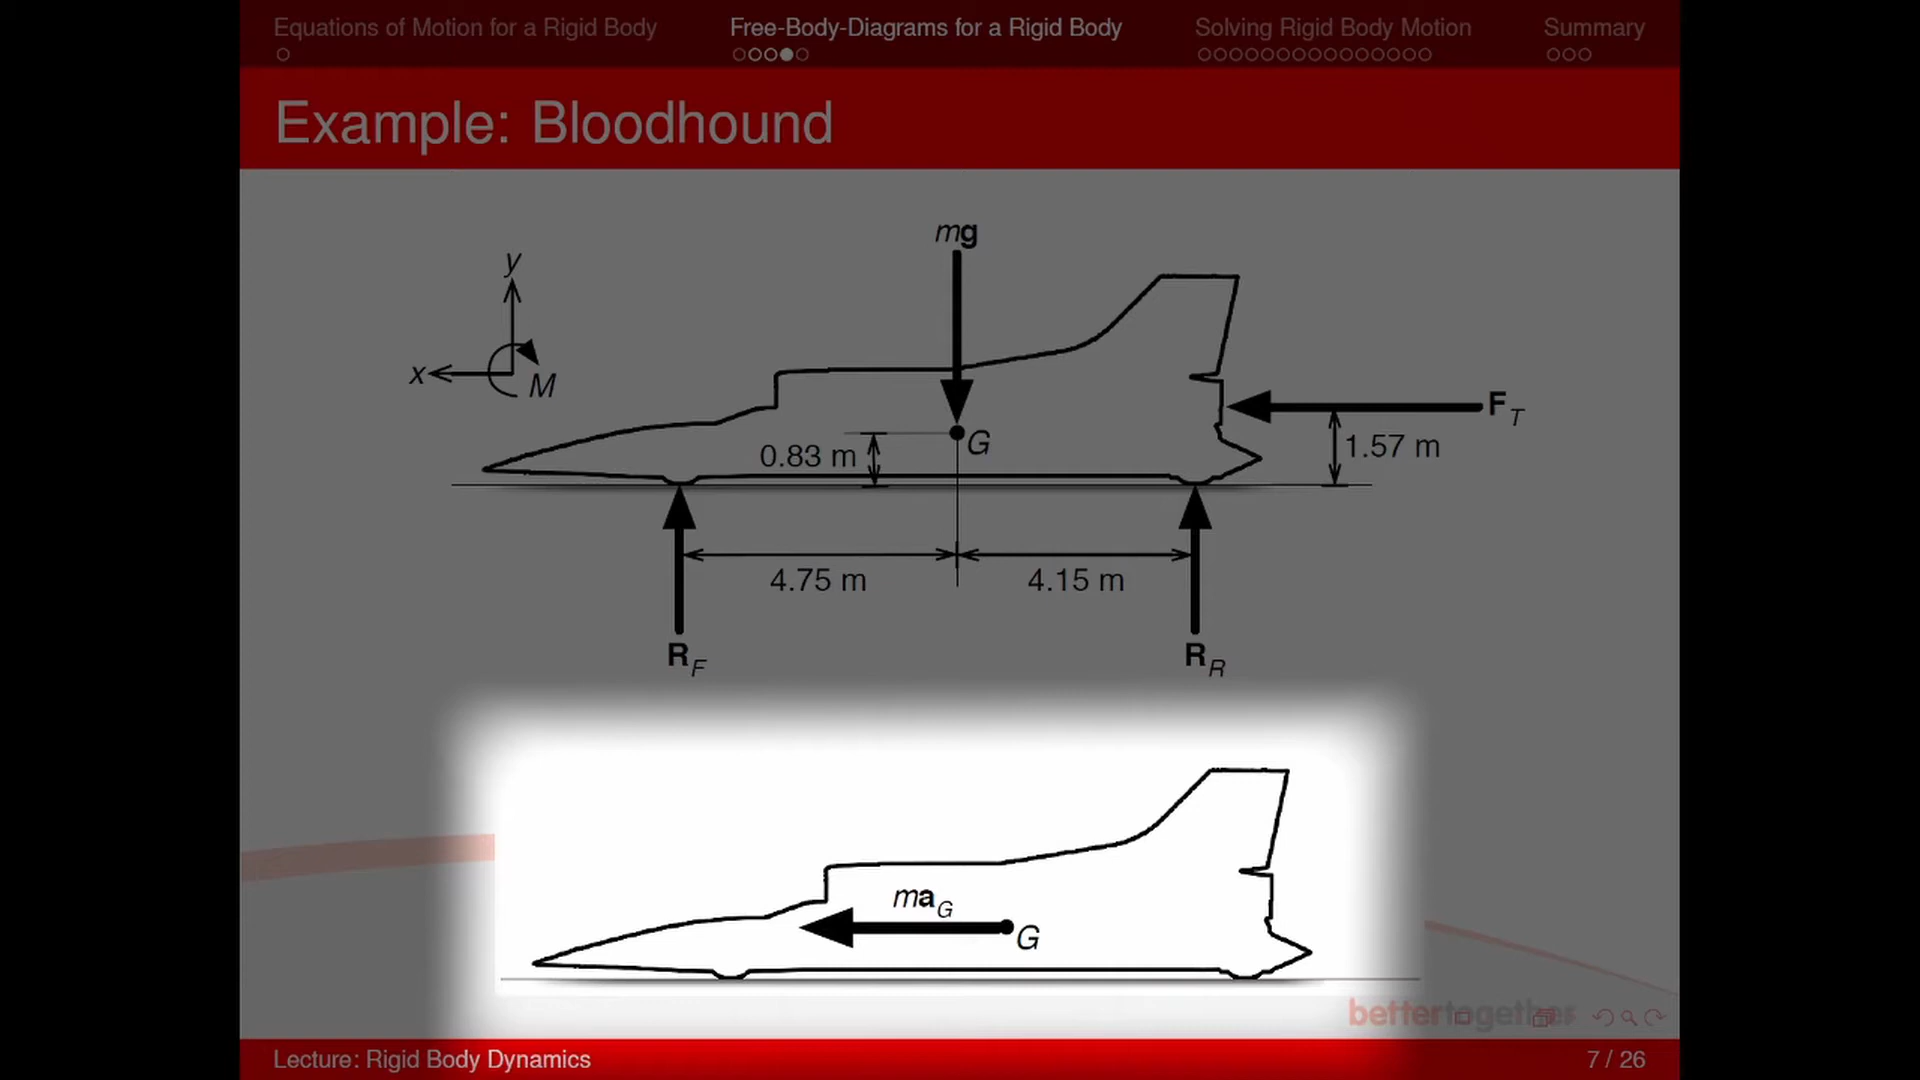 Equations of Motion for a Rigid Body Free-Body-Diagrams for a Rigid Body Solving Rigid Body Motion Summary
Example: Bloodhound
mg
y
x
M
F_T
G
0.83 m
1.57 m
4.75 m
4.15 m
R_F
R_R
ma_G
G
bettertogether
Lecture: Rigid Body Dynamics 7 / 26